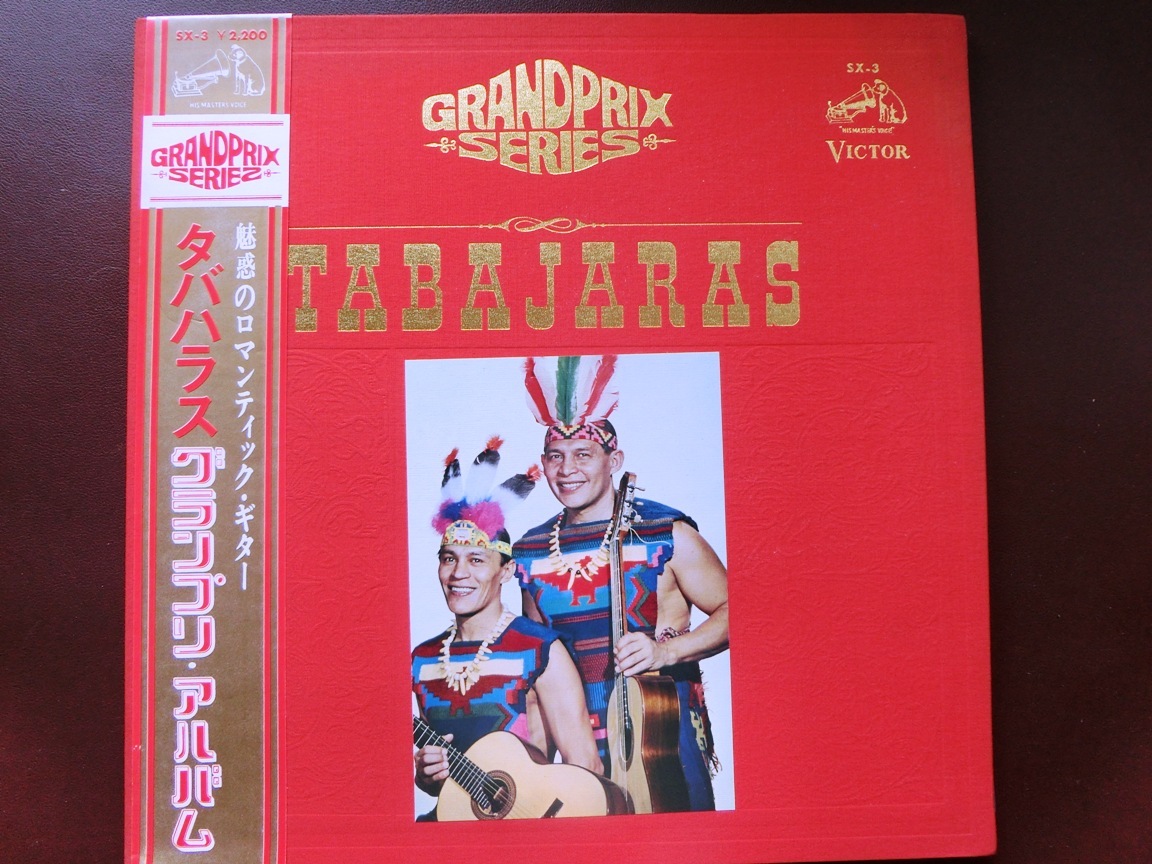 SX-3 ¥2,200
"HIS MASTER'S VOICE"
GRANDPRIX
SERIES
魅惑のロマンティック・ギター
タバハラス
グランプリ・アルバム
GRANDPRIX
SERIES
SX-3
"HIS MASTER'S VOICE"
VICTOR
TABAJARAS